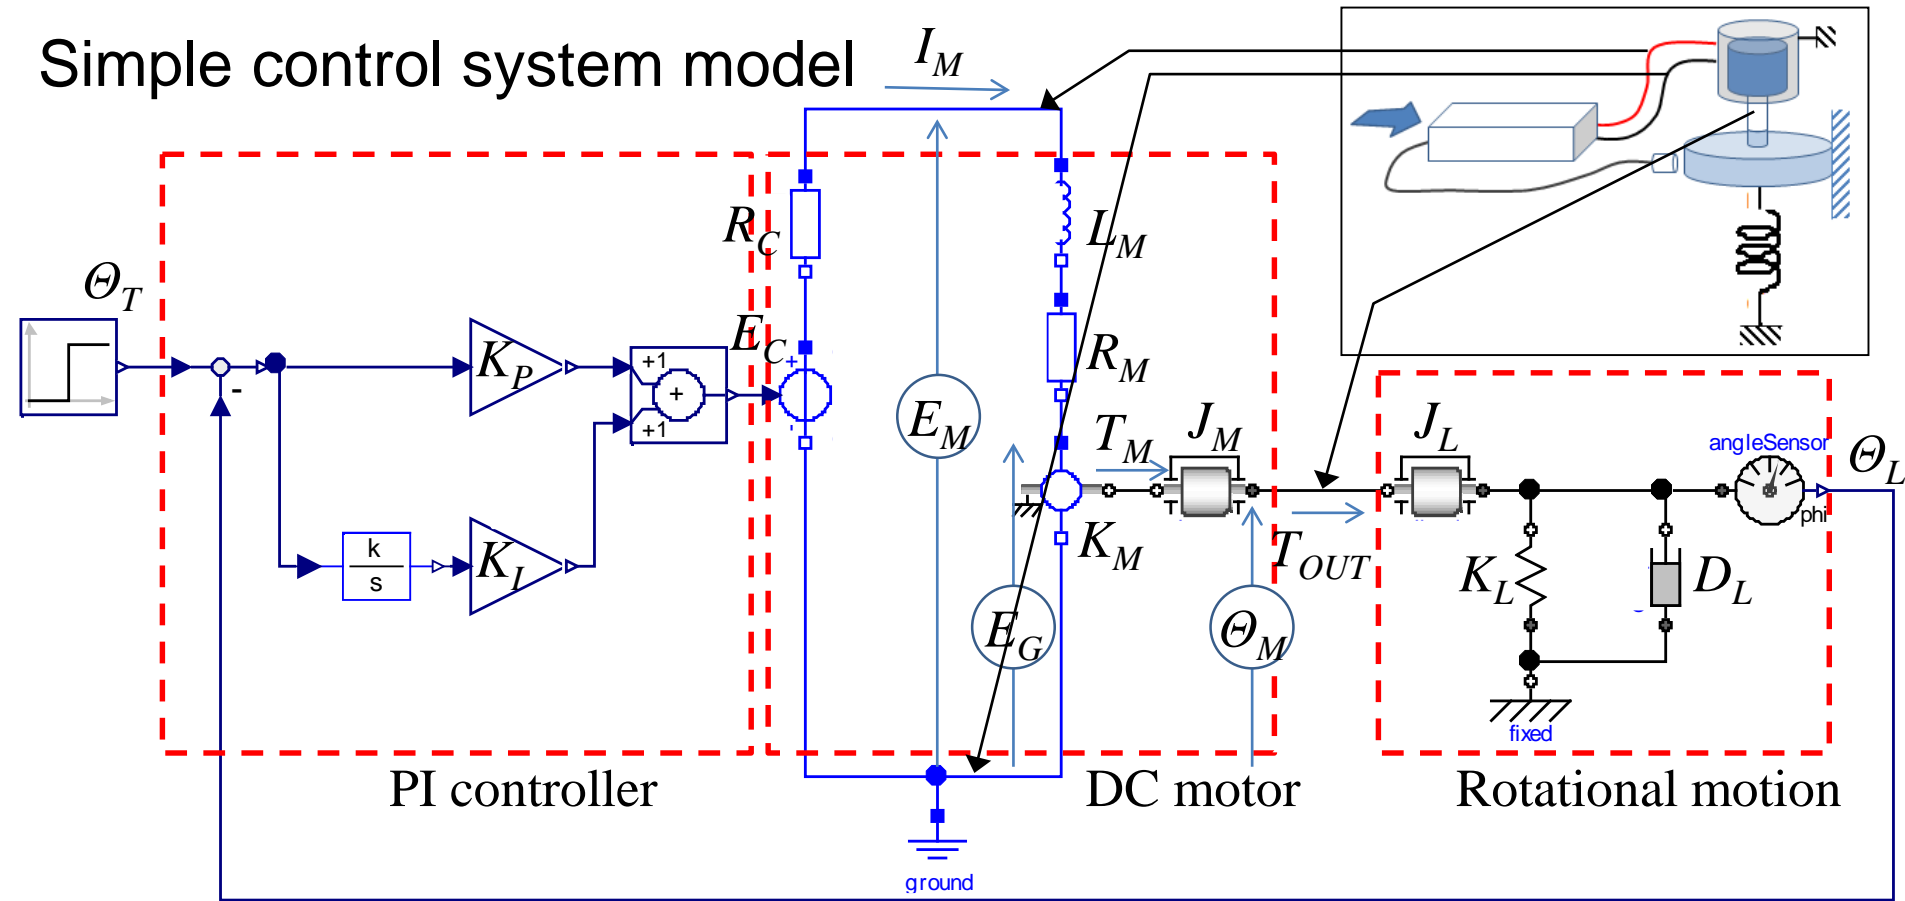 Simple control system model
I_M
Θ_T
R_C
L_M
K_P
+1
+
+1
E_C
+
-
-
R_M
E_M
T_M
J_M
J_L
angleSensor
Θ_L
phi
k
s
K_I
K_M
T_OUT
K_L
D_L
E_G
Θ_M
fixed
PI controller
DC motor
Rotational motion
ground